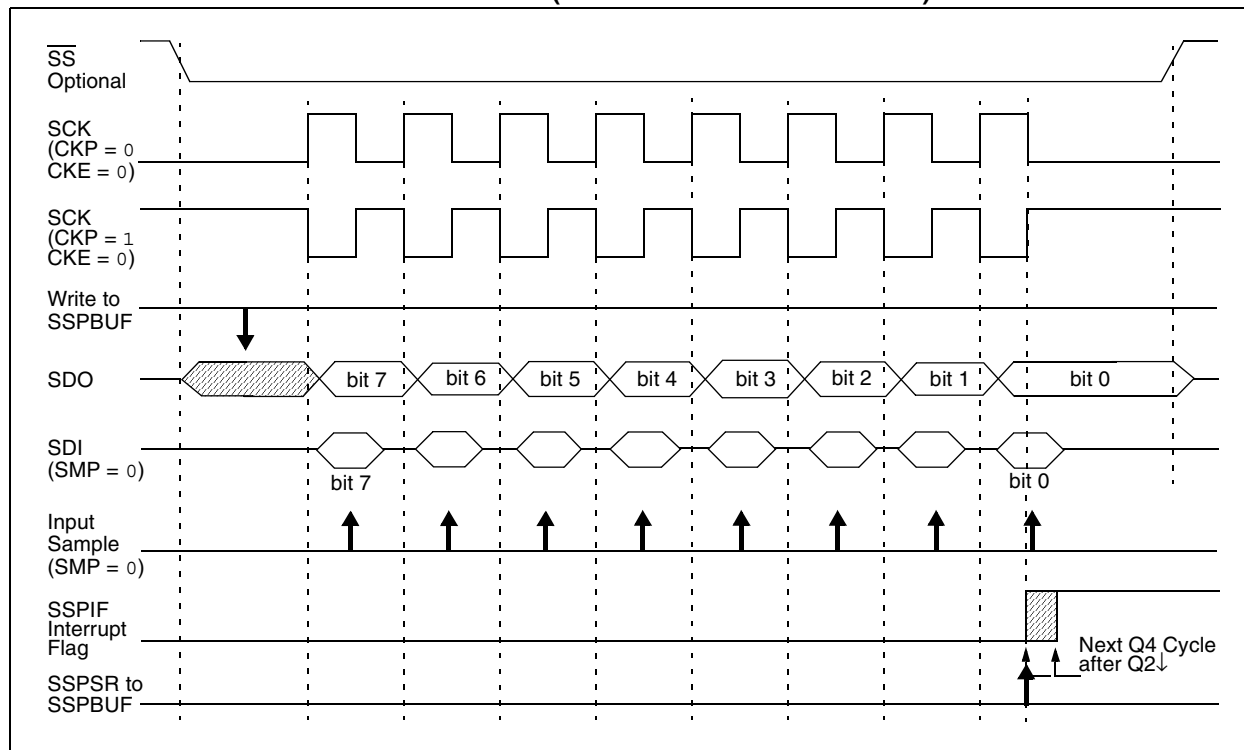 SS
Optional
SCK
(CKP = 0
CKE = 0)
SCK
(CKP = 1
CKE = 0)
Write to
SSPBUF
SDO
bit 7 bit 6 bit 5 bit 4 bit 3 bit 2 bit 1 bit 0
SDI
(SMP = 0)
bit 7 bit 0
Input
Sample
(SMP = 0)
SSPIF
Interrupt
Flag
Next Q4 Cycle
after Q2↓
SSPSR to
SSPBUF